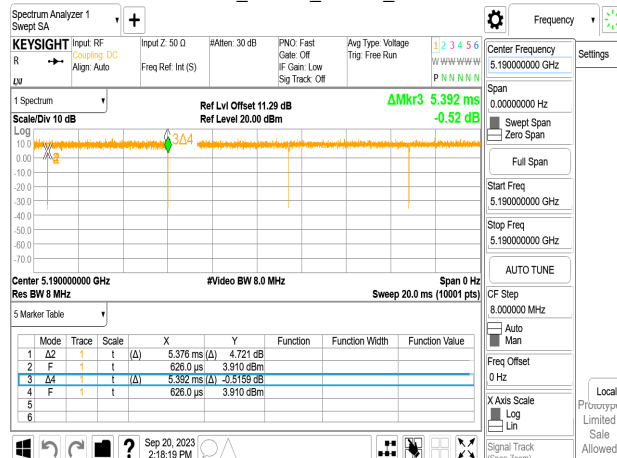 Spectrum Analyzer 1
Swept SA
Frequency
KEYSIGHT
R
LXI
Input: RF
Coupling: DC
Align: Auto
Input Z: 50 Ω
Freq Ref: Int (S)
#Atten: 30 dB
PNO: Fast
Gate: Off
IF Gain: Low
Sig Track: Off
Avg Type: Voltage
Trig: Free Run
1 2 3 4 5 6
W W W W W W
P N N N N N
1 Spectrum
Scale/Div 10 dB
Ref Lvl Offset 11.29 dB
Ref Level 20.00 dBm
ΔMkr3 5.392 ms
-0.52 dB
Log
10.0
0.00
-10.0
-20.0
-30.0
-40.0
-50.0
-60.0
-70.0
3Δ4
Center 5.190000000 GHz
Res BW 8 MHz
#Video BW 8.0 MHz
Span 0 Hz
Sweep 20.0 ms (10001 pts)
5 Marker Table
Mode Trace Scale X Y Function Function Width Function Value
1 Δ2 1 t (Δ) 5.376 ms (Δ) 4.721 dB
2 F 1 t 626.0 µs 3.910 dBm
3 Δ4 1 t (Δ) 5.392 ms (Δ) -0.5159 dB
4 F 1 t 626.0 µs 3.910 dBm
5
6
Sep 20, 2023
2:18:19 PM
Center Frequency
5.190000000 GHz
Settings
Span
0.00000000 Hz
Swept Span
Zero Span
Full Span
Start Freq
5.190000000 GHz
Stop Freq
5.190000000 GHz
AUTO TUNE
CF Step
8.000000 MHz
Auto
Man
Freq Offset
0 Hz
X Axis Scale
Log
Lin
Local
Prototype
Limited
Sale
Allowed
Signal Track
(Span Zoom)